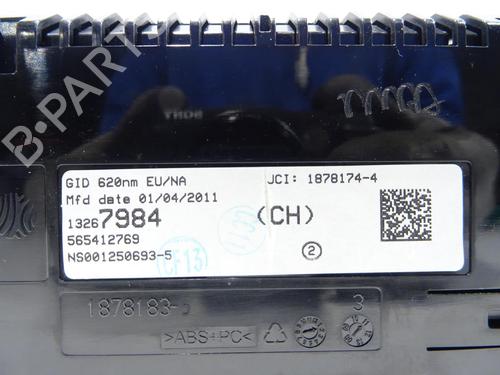 B-PARTS
GID 620nm EU/NA JCI: 1878174-4
Mfd date 01/04/2011
13267984 (CH)
565412769 2
NS001250693-5 CF13
1878183- 3
>ABS+PC<